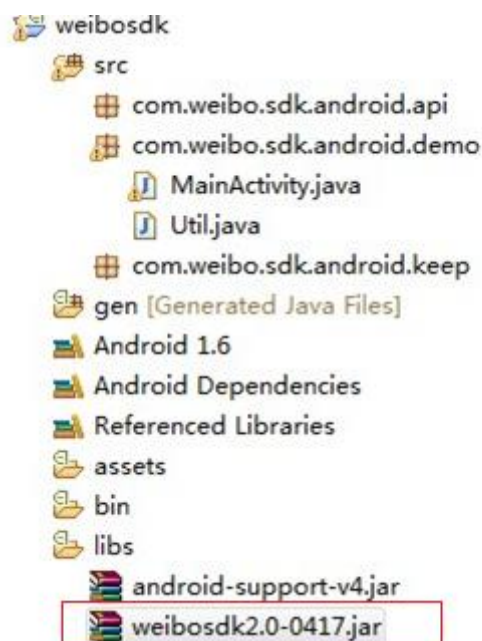 weibosdk
src
com.weibo.sdk.android.api
com.weibo.sdk.android.demo
MainActivity.java
Util.java
com.weibo.sdk.android.keep
gen [Generated Java Files]
Android 1.6
Android Dependencies
Referenced Libraries
assets
bin
libs
android-support-v4.jar
weibosdk2.0-0417.jar